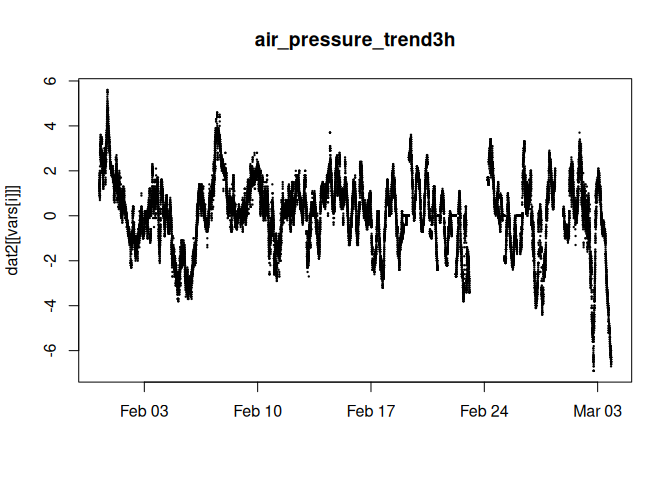 air_pressure_trend3h
dat2[[vars[i]]]
6
4
2
0
-2
-4
-6
Feb 03
Feb 10
Feb 17
Feb 24
Mar 03